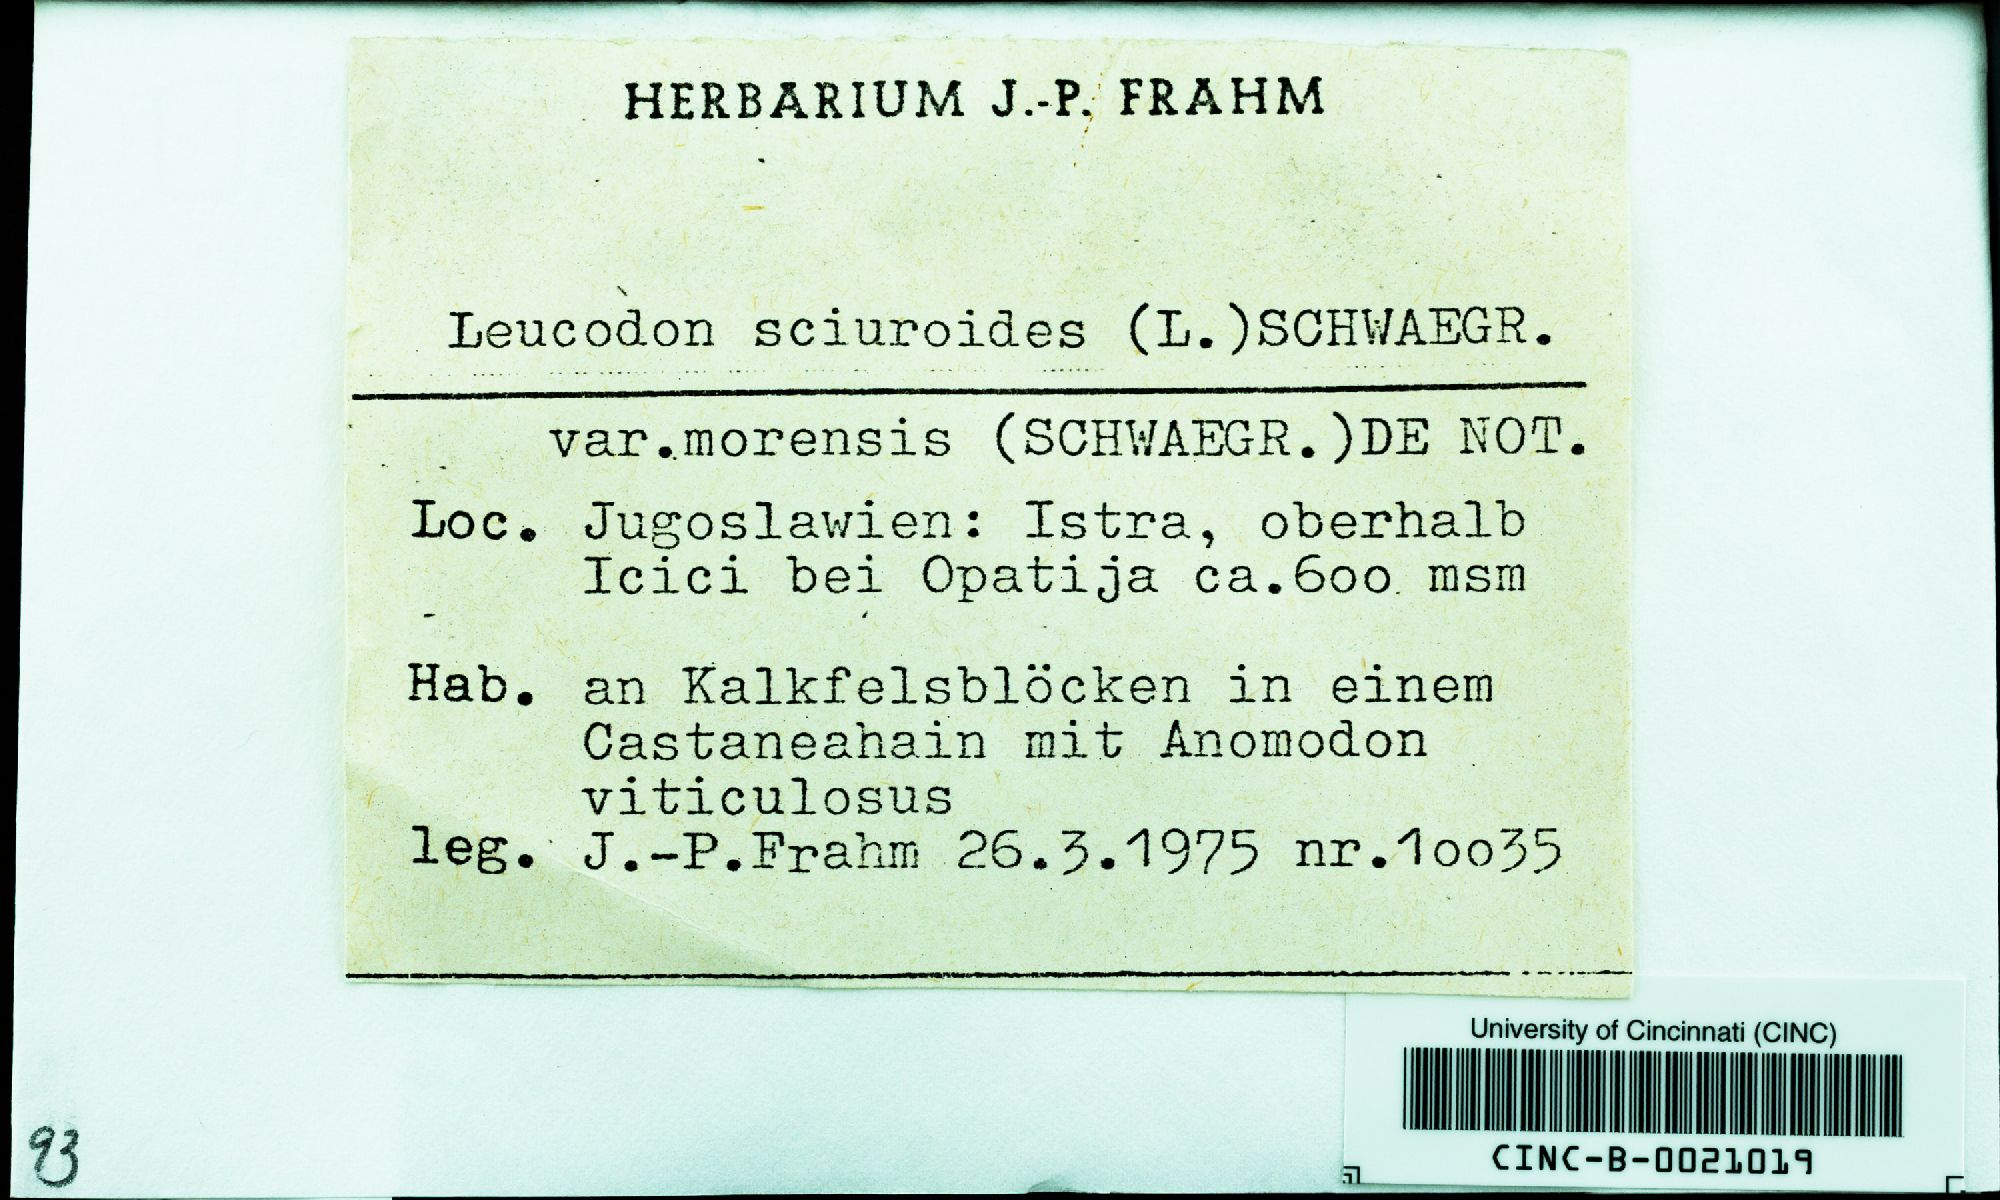 HERBARIUM J.-P. FRAHM
Leucodon sciuroides (L.)SCHWAEGR.
var.morensis (SCHWAEGR.)DE NOT.
Loc. Jugoslawien: Istra, oberhalb
Icici bei Opatija ca.600 msm
Hab. an Kalkfelsblöcken in einem
Castaneahain mit Anomodon
viticulosus
leg. J.-P.Frahm 26.3.1975 nr.10035
University of Cincinnati (CINC)
CINC-B-0021019
93